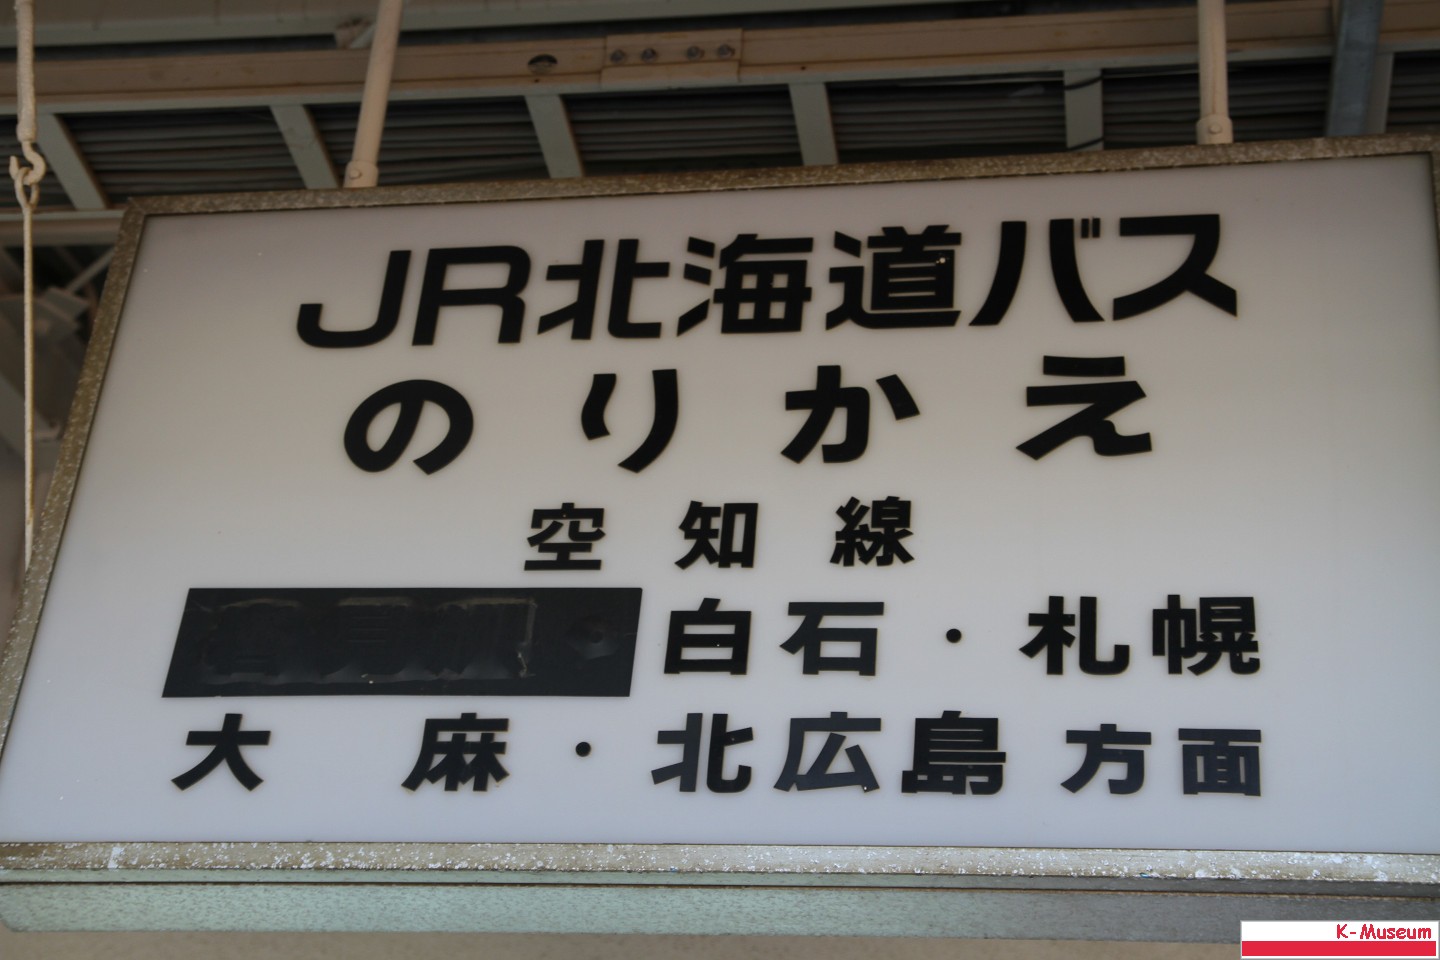 JR北海道バス
のりかえ
空知線
白石・札幌
大麻・北広島 方面
K-Museum